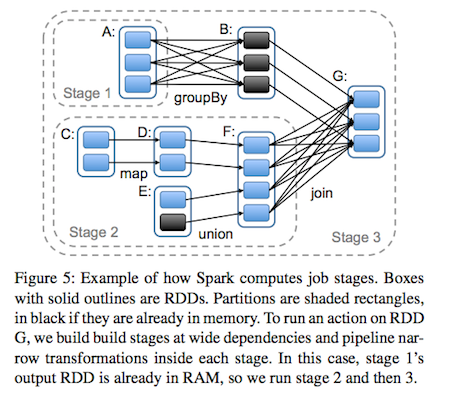 A:
B:
G:
Stage 1
groupBy
C:
D:
F:
map
E:
join
Stage 2
union
Stage 3
Figure 5: Example of how Spark computes job stages. Boxes
with solid outlines are RDDs. Partitions are shaded rectangles,
in black if they are already in memory. To run an action on RDD
G, we build build stages at wide dependencies and pipeline nar-
row transformations inside each stage. In this case, stage 1's
output RDD is already in RAM, so we run stage 2 and then 3.